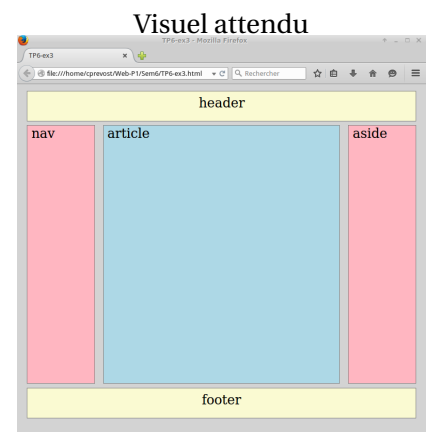 Visuel attendu
TP6-ex3 - Mozilla Firefox
TP6-ex3
file:///home/cprevost/Web-P1/Sem6/TP6-ex3.html
Rechercher
header
nav
article
aside
footer